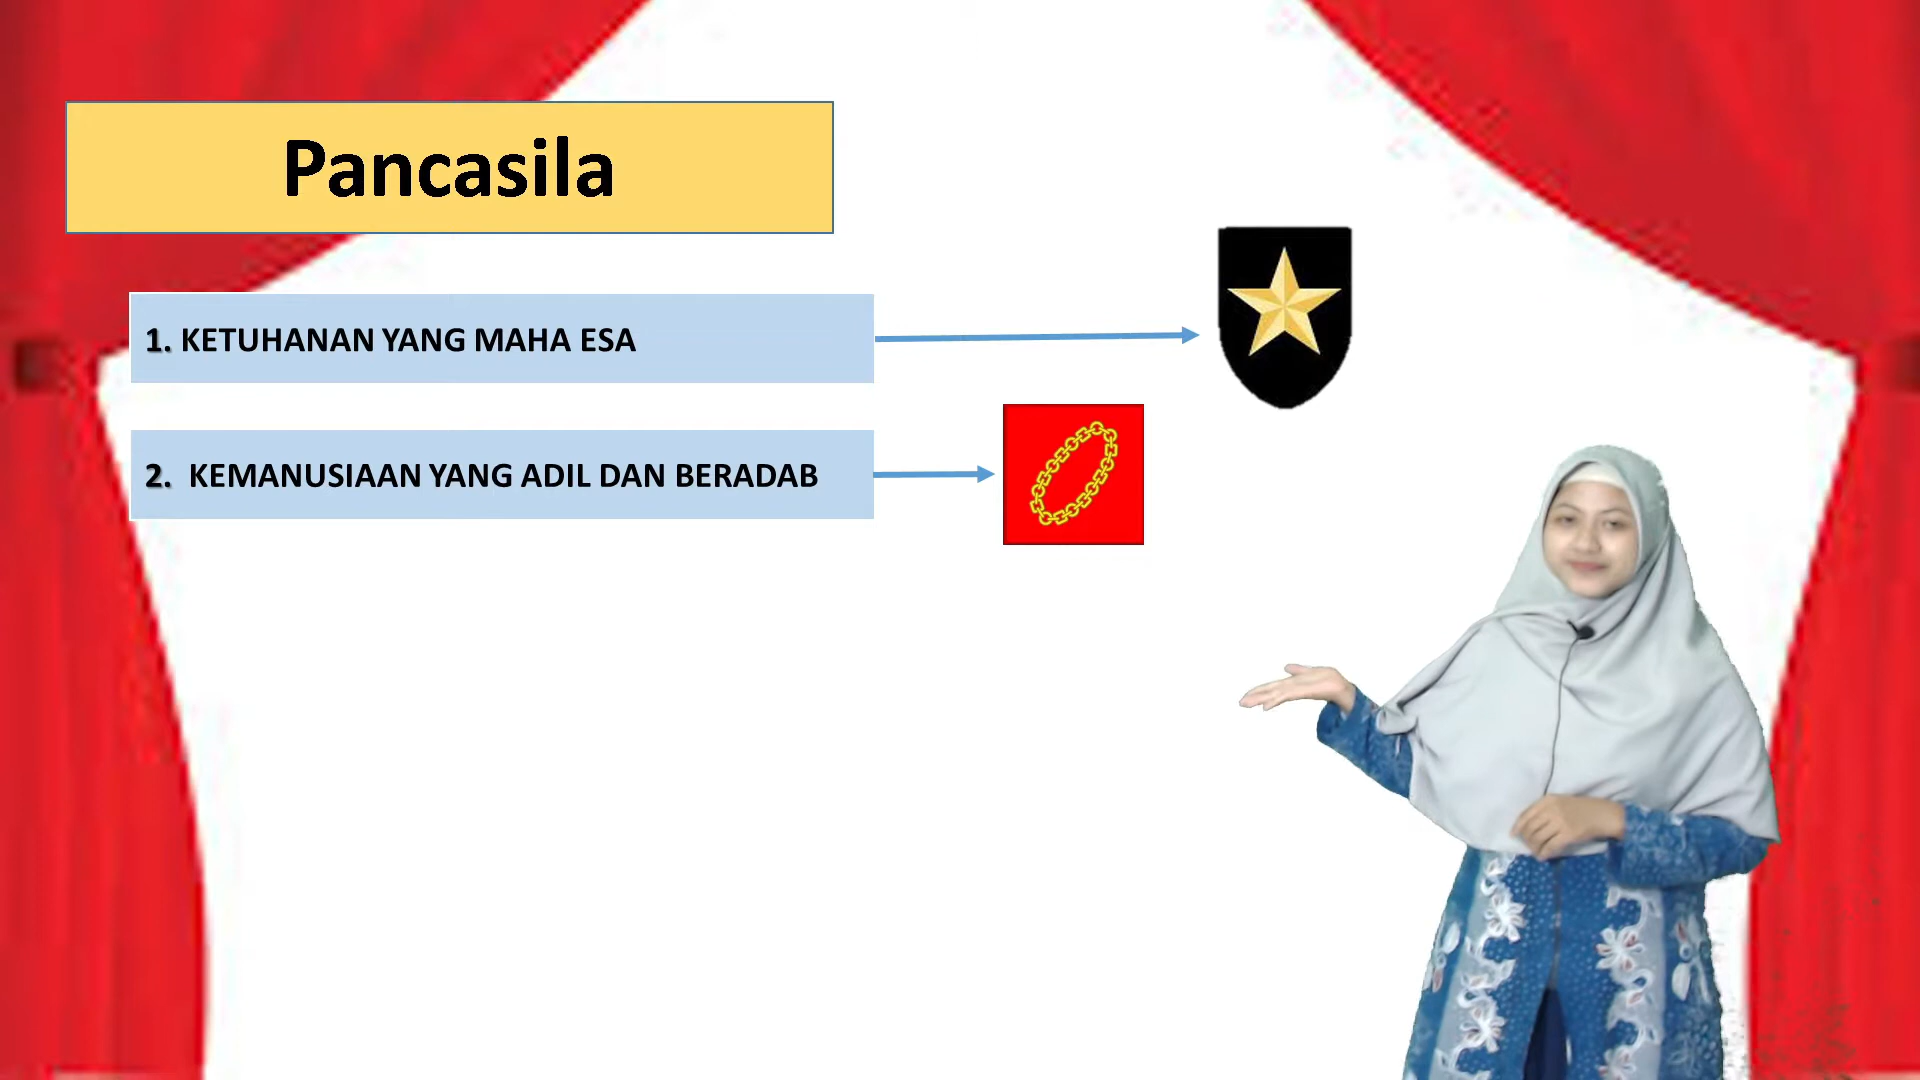 Pancasila
1. KETUHANAN YANG MAHA ESA
2. KEMANUSIAAN YANG ADIL DAN BERADAB